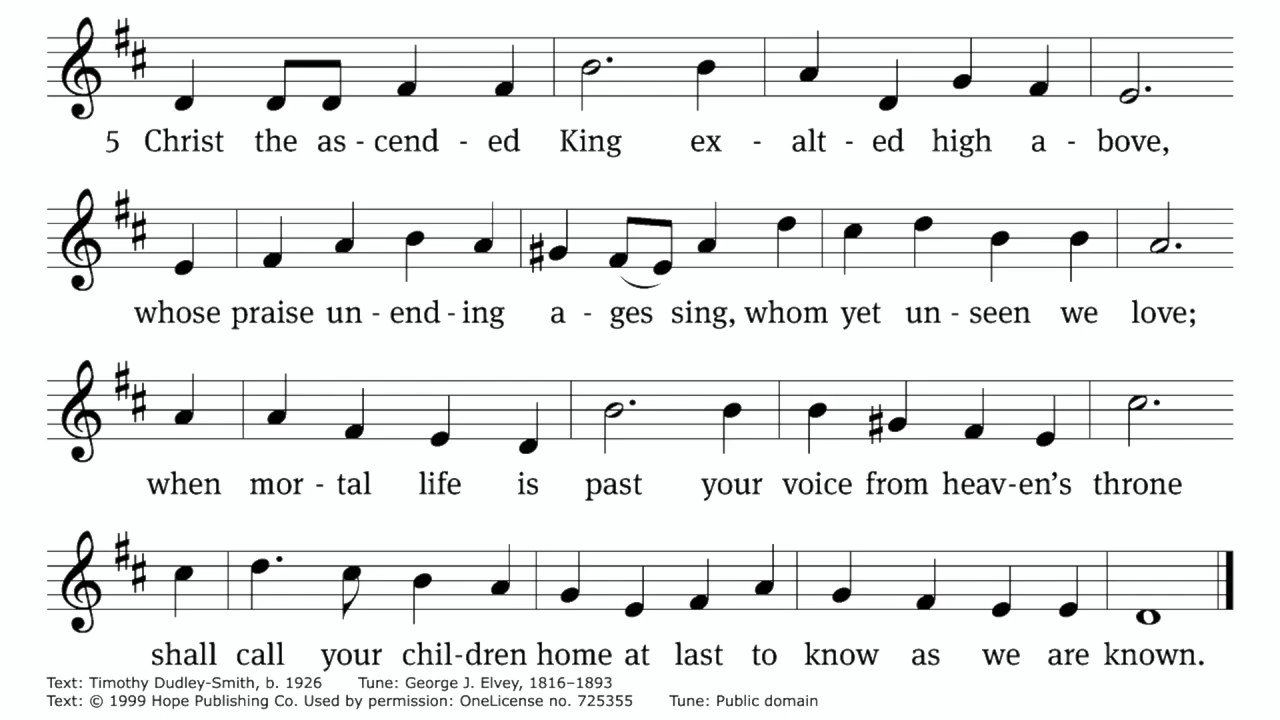 5 Christ the as - cend - ed King ex - alt - ed high a - bove,
whose praise un - end - ing a - ges sing, whom yet un - seen we love;
when mor - tal life is past your voice from heav-en’s throne
shall call your chil-dren home at last to know as we are known.
Text: Timothy Dudley-Smith, b. 1926 Tune: George J. Elvey, 1816–1893
Text: © 1999 Hope Publishing Co. Used by permission: OneLicense no. 725355 Tune: Public domain